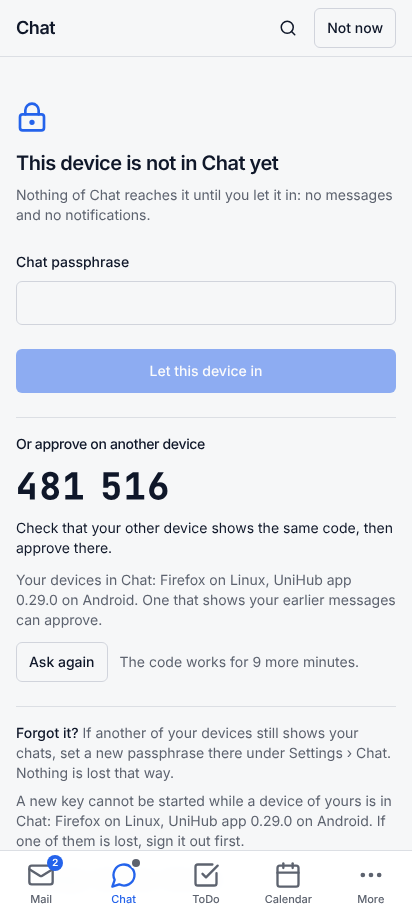 Chat
Not now
This device is not in Chat yet
Nothing of Chat reaches it until you let it in: no messages
and no notifications.
Chat passphrase
Let this device in
Or approve on another device
481 516
Check that your other device shows the same code, then
approve there.
Your devices in Chat: Firefox on Linux, UniHub app
0.29.0 on Android. One that shows your earlier messages
can approve.
Ask again
The code works for 9 more minutes.
Forgot it? If another of your devices still shows your
chats, set a new passphrase there under Settings › Chat.
Nothing is lost that way.
A new key cannot be started while a device of yours is in
Chat: Firefox on Linux, UniHub app 0.29.0 on Android. If
one of them is lost, sign it out first.
2
Mail
Chat
ToDo
Calendar
More